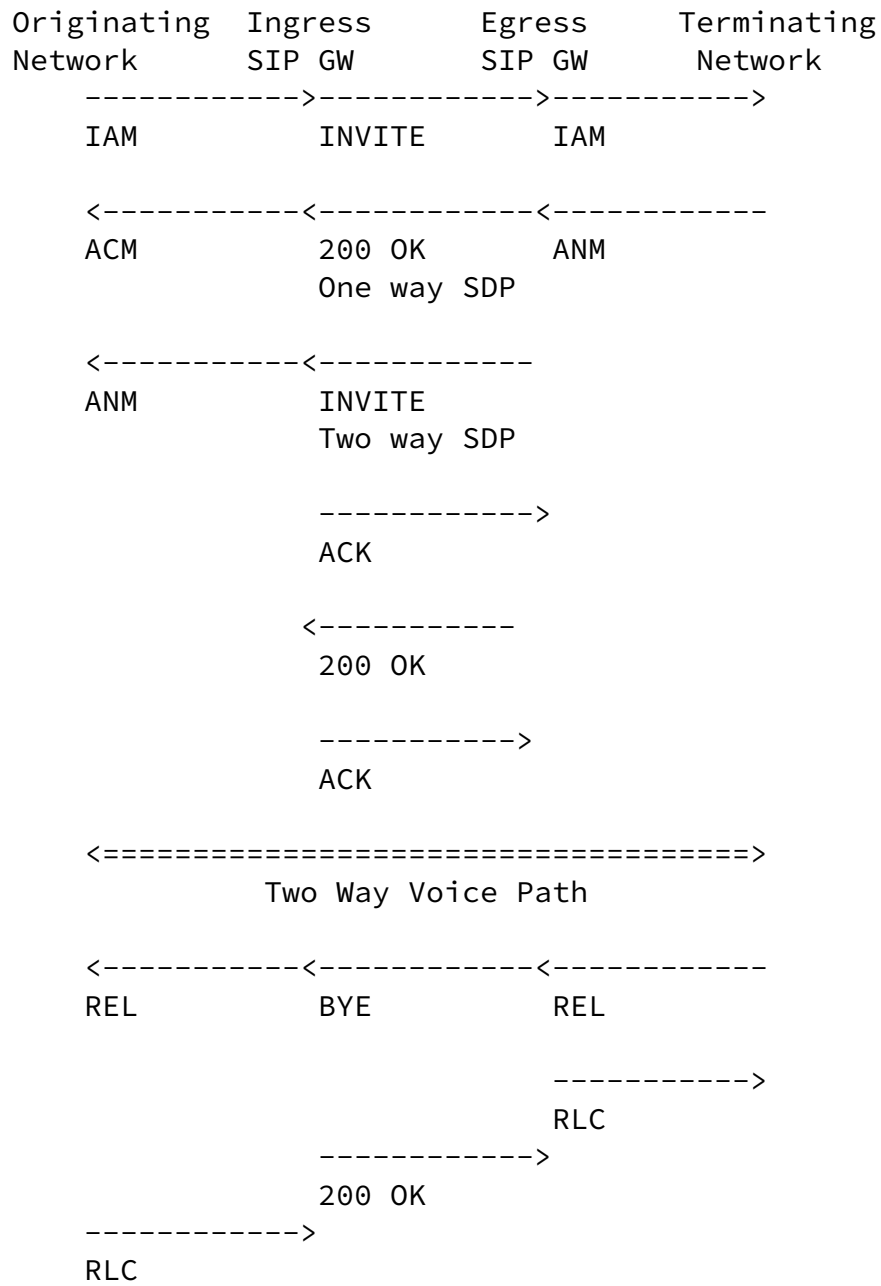 Originating  Ingress      Egress     Terminating
Network      SIP GW       SIP GW       Network
    ------------>------------>----------->
    IAM          INVITE       IAM

    <-----------<------------<------------
    ACM          200 OK       ANM
                 One way SDP

    <-----------<------------
    ANM          INVITE
                 Two way SDP

                 ------------>
                 ACK

                <-----------
                 200 OK

                 ----------->
                 ACK

    <====================================>
              Two Way Voice Path

    <-----------<------------<------------
    REL          BYE          REL

                              ----------->
                              RLC
                 ------------>
                 200 OK
    ------------>
    RLC